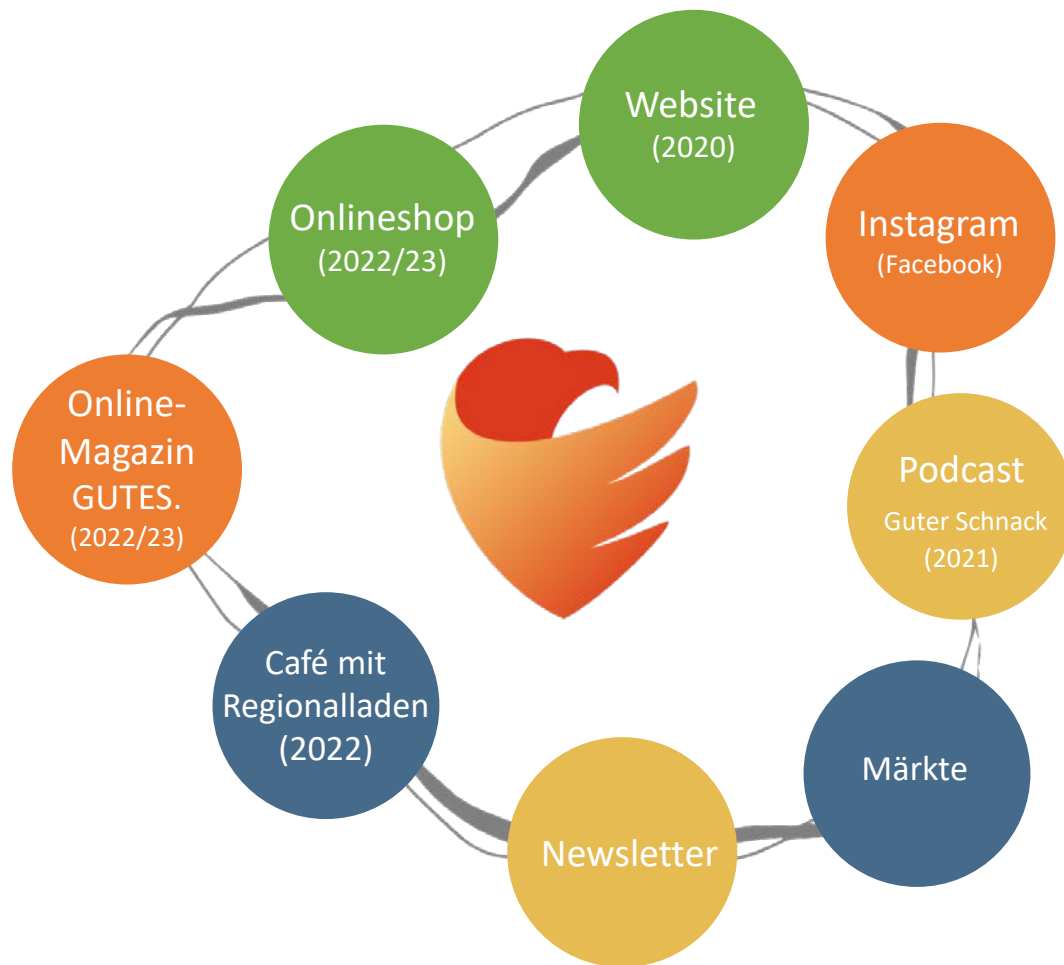 Website
(2020)
Instagram
(Facebook)
Podcast
Guter Schnack
(2021)
Märkte
Newsletter
Café mit
Regionalladen
(2022)
Online-
Magazin
GUTES.
(2022/23)
Onlineshop
(2022/23)